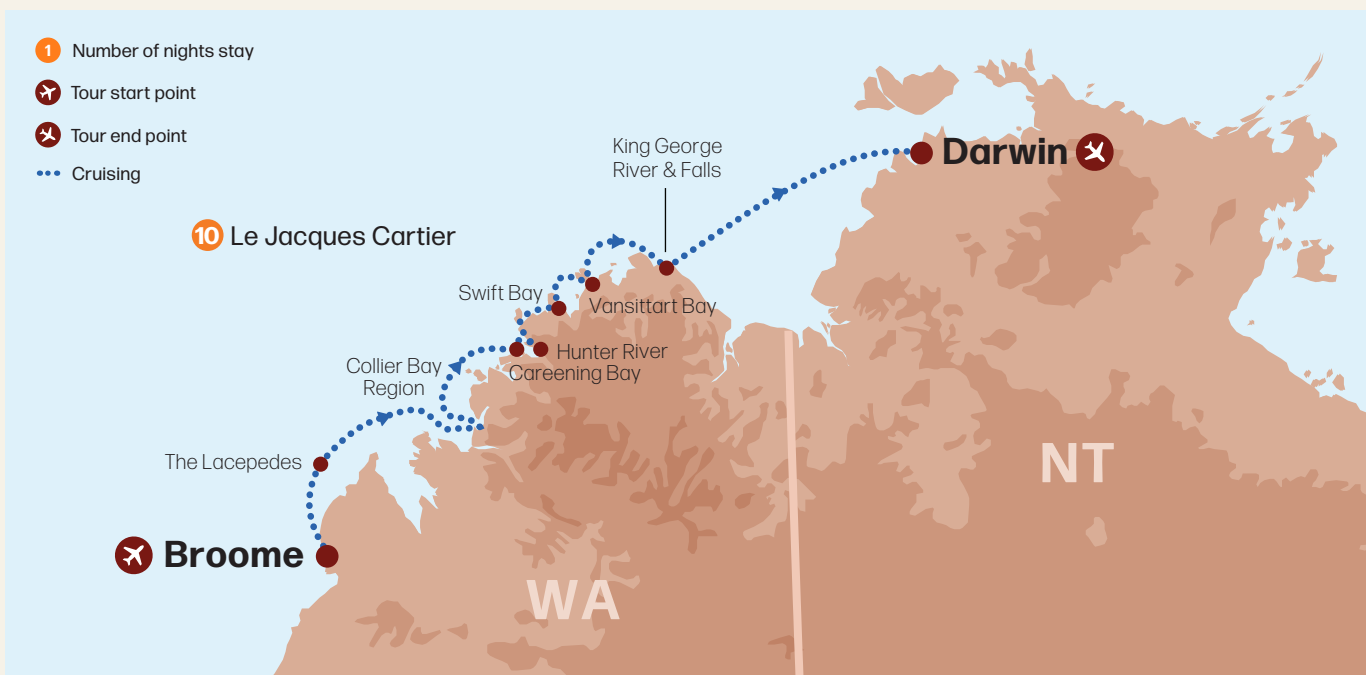 1 Number of nights stay
Tour start point
Tour end point
Cruising
10 Le Jacques Cartier
King George
River & Falls
Darwin
Swift Bay
Vansittart Bay
Hunter River
Careening Bay
Collier Bay
Region
The Lacepedes
Broome
NT
WA